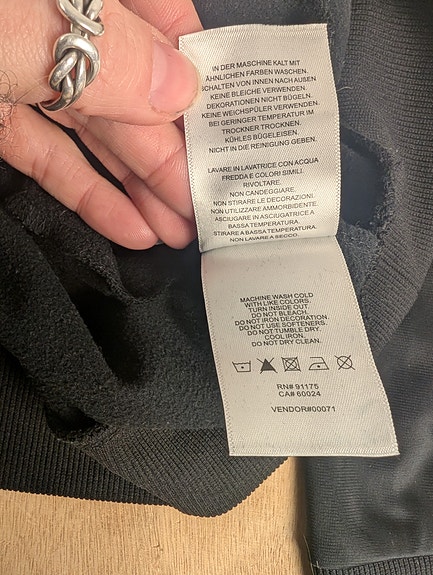 IN DER MASCHINE KALT MIT
ÄHNLICHEN FARBEN WASCHEN.
SCHALTEN VON INNEN NACH AUSSEN
KEINE BLEICHE VERWENDEN.
DEKORATIONEN NICHT BÜGELN.
KEINE WEICHSPÜLER VERWENDEN.
BEI GERINGER TEMPERATUR IM
TROCKNER TROCKNEN.
KÜHLES BÜGELEISEN.
NICHT IN DIE REINIGUNG GEBEN.
LAVARE IN LAVATRICE CON ACQUA
FREDDA E COLORI SIMILI.
RIVOLTARE.
NON CANDEGGIARE.
NON STIRARE LE DECORAZIONI.
NON UTILIZZARE AMMORBIDENTE.
ASCIUGARE IN ASCIUGATRICE A
BASSA TEMPERATURA.
STIRARE A BASSA TEMPERATURA.
NON LAVARE A SECCO.
MACHINE WASH COLD
WITH LIKE COLORS.
TURN INSIDE OUT.
DO NOT BLEACH.
DO NOT IRON DECORATION.
DO NOT USE SOFTENERS.
DO NOT TUMBLE DRY.
COOL IRON.
DO NOT DRY CLEAN.
RN# 91175
CA# 60024
VENDOR#00071